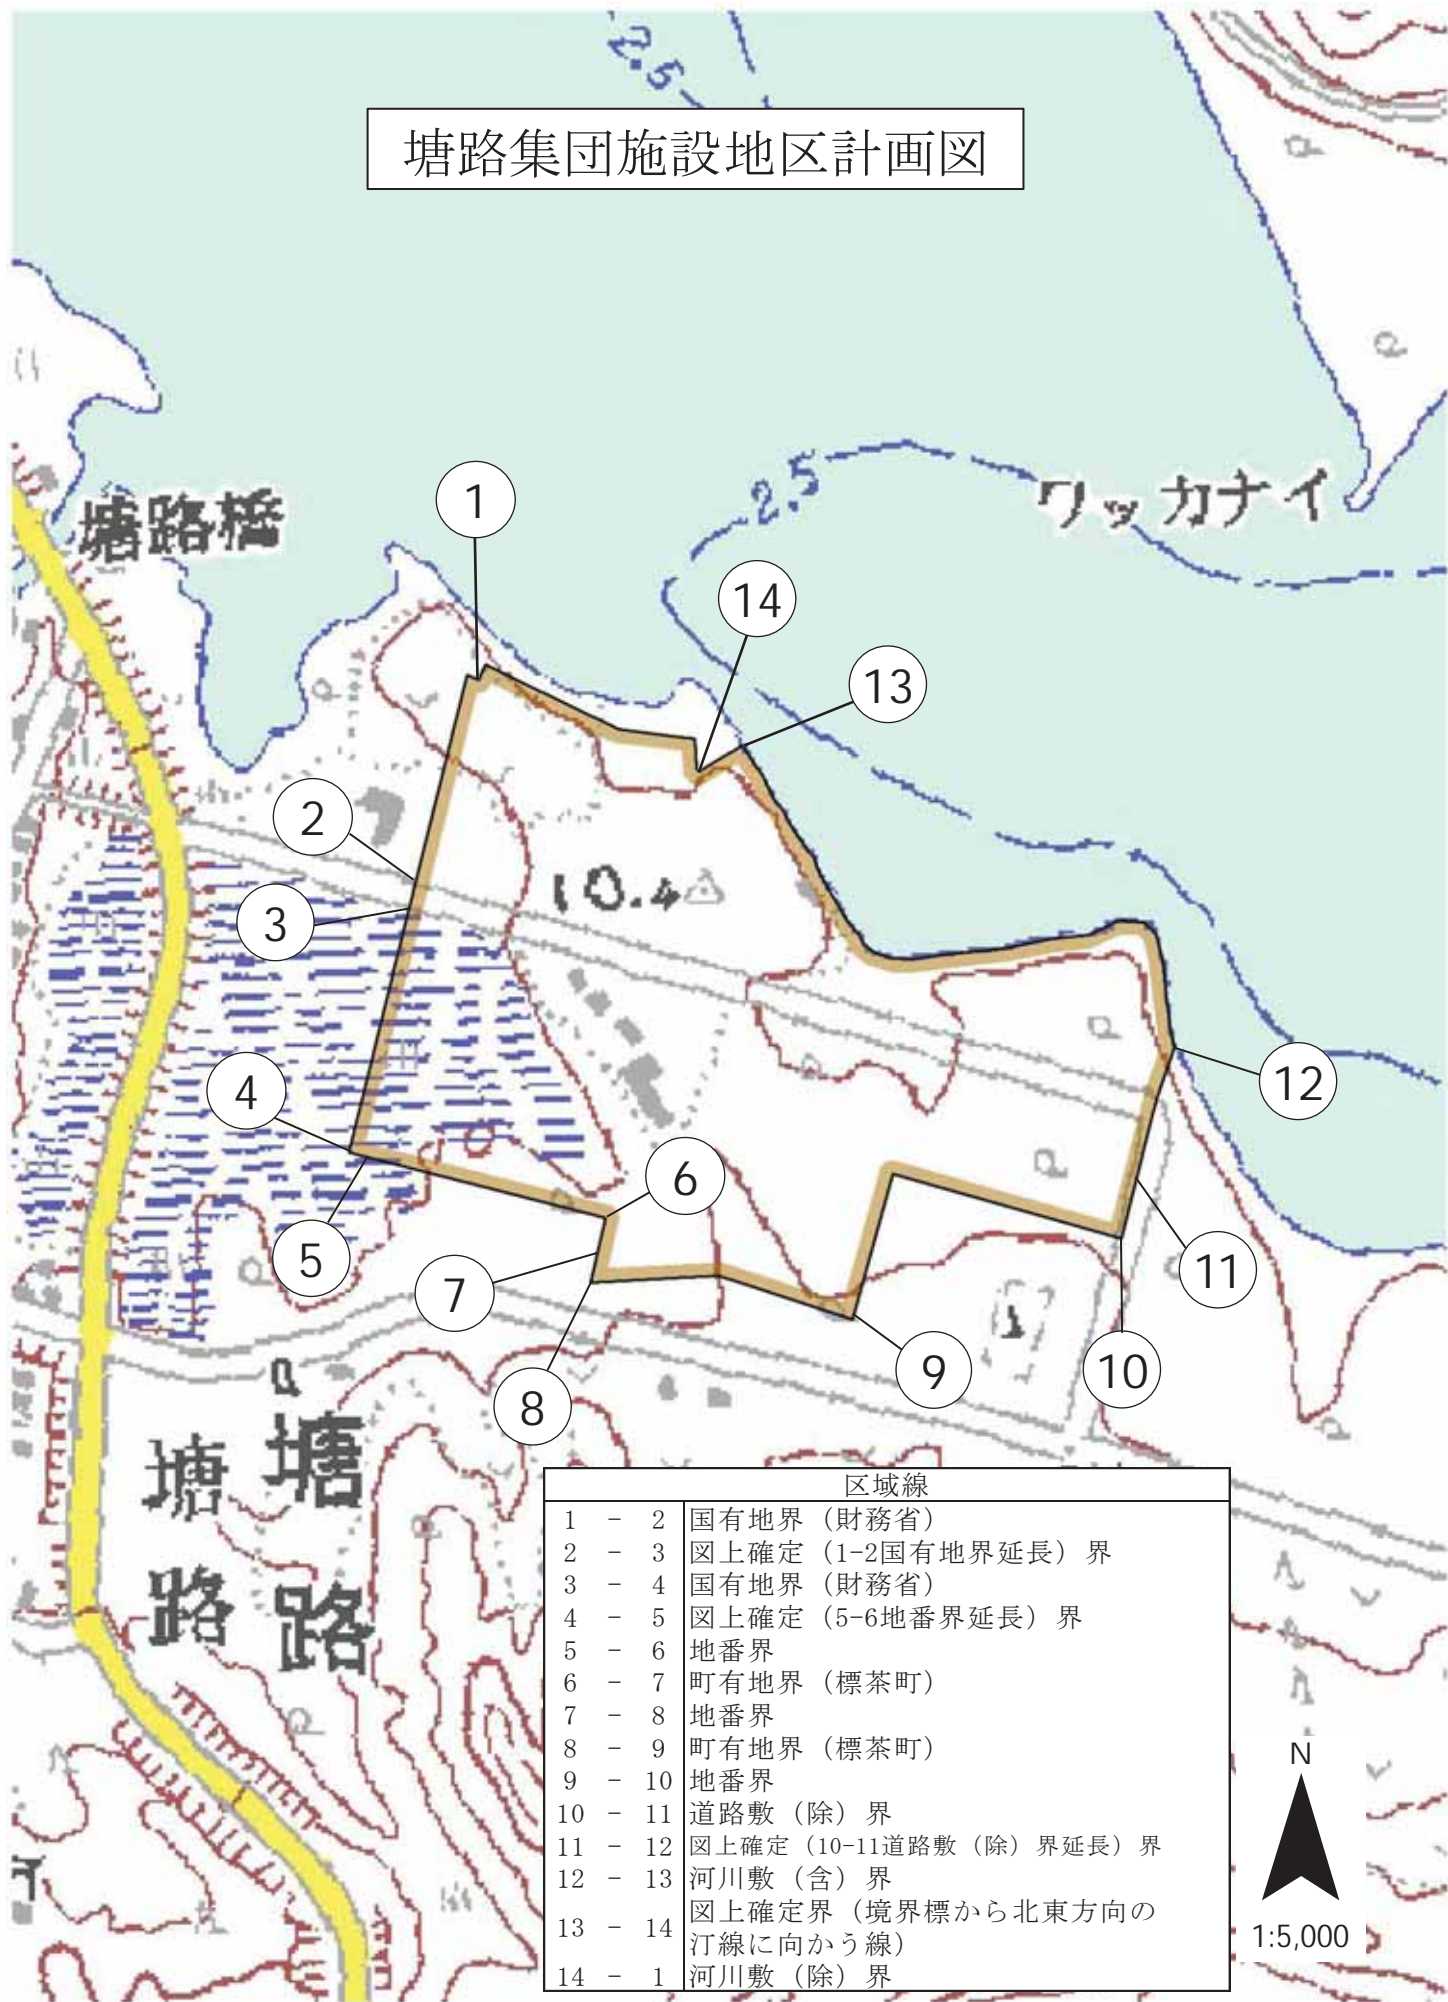 2.5
塘路集団施設地区計画図
2.5
ワッカナイ
塘路橋
1
14
13
2
3
10.4
4
12
6
5
7
11
9
10
8
塘路
塘路
区域線
1 - 2 国有地界（財務省）
2 - 3 図上確定（1-2国有地界延長）界
3 - 4 国有地界（財務省）
4 - 5 図上確定（5-6地番界延長）界
5 - 6 地番界
6 - 7 町有地界（標茶町）
7 - 8 地番界
8 - 9 町有地界（標茶町）
9 - 10 地番界
10 - 11 道路敷（除）界
11 - 12 図上確定（10-11道路敷（除）界延長）界
12 - 13 河川敷（含）界
13 - 14 図上確定界（境界標から北東方向の
汀線に向かう線）
14 - 1 河川敷（除）界
N
1:5,000